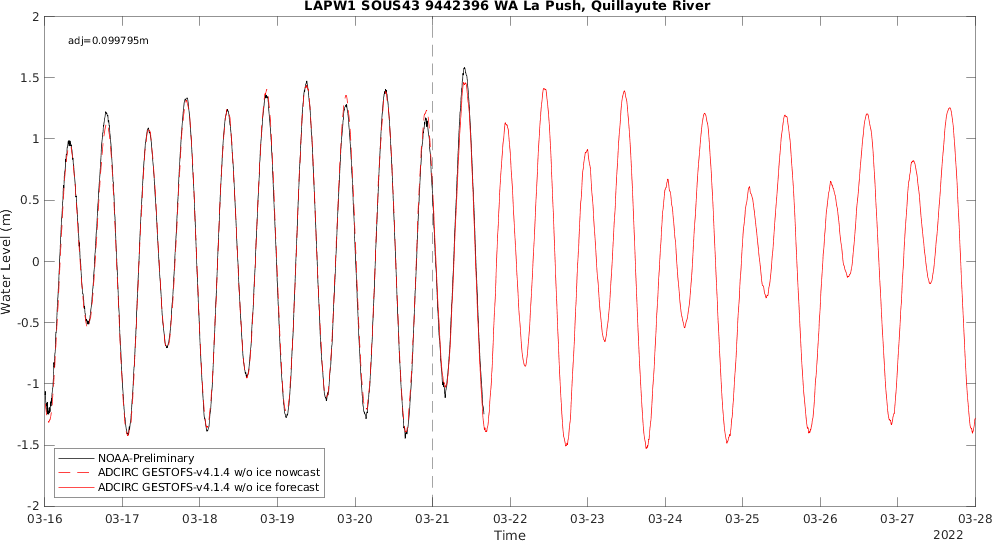 LAPW1 SOUS43 9442396 WA La Push, Quillayute River
adj=0.099795m
2
1.5
1
0.5
0
-0.5
-1
-1.5
-2
Water Level (m)
NOAA-Preliminary
ADCIRC GESTOFS-v4.1.4 w/o ice nowcast
ADCIRC GESTOFS-v4.1.4 w/o ice forecast
03-16 03-17 03-18 03-19 03-20 03-21 03-22 03-23 03-24 03-25 03-26 03-27 03-28
Time
2022